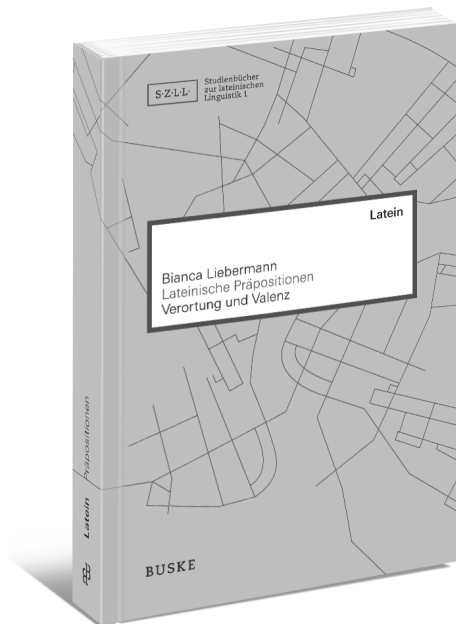 S·Z·L·L·
Studienbücher
zur lateinischen
Linguistik 1
Latein
Bianca Liebermann
Lateinische Präpositionen
Verortung und Valenz
BUSKE
Latein Präpositionen